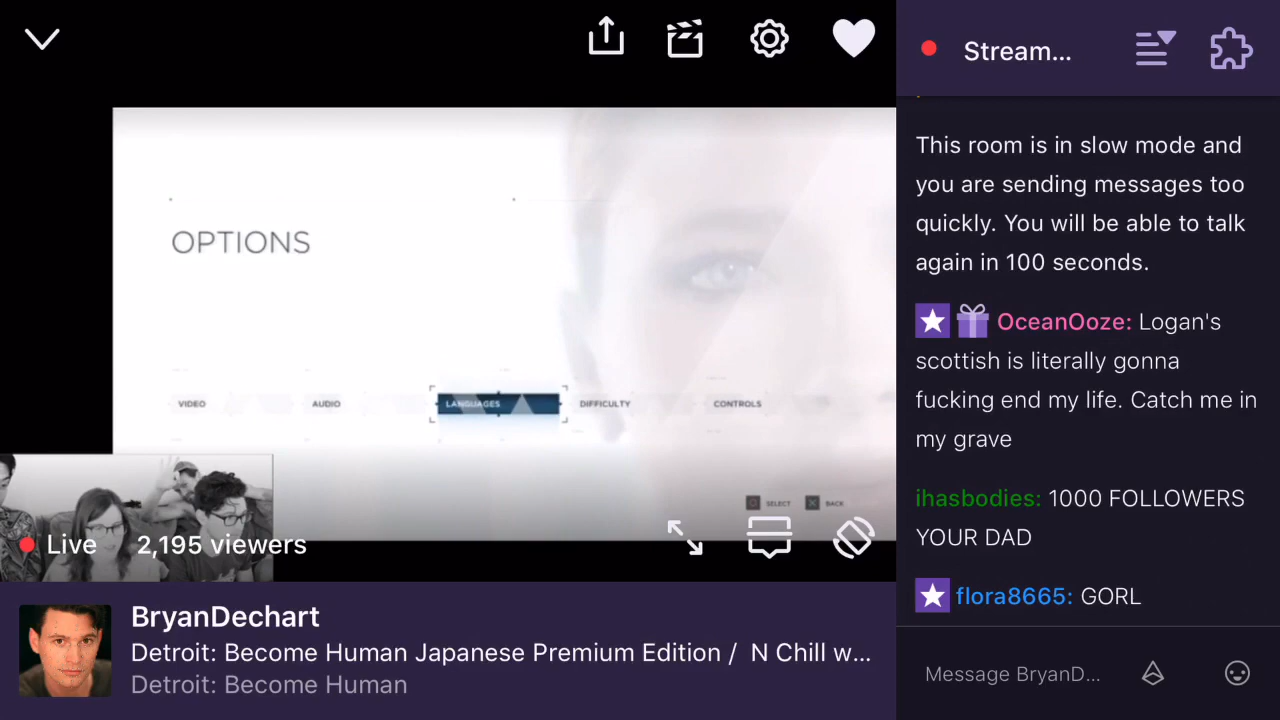 Stream...
OPTIONS
VIDEO
AUDIO
LANGUAGES
DIFFICULTY
CONTROLS
SELECT
BACK
Live
2,195 viewers
BryanDechart
Detroit: Become Human Japanese Premium Edition / N Chill w...
Detroit: Become Human
This room is in slow mode and
you are sending messages too
quickly. You will be able to talk
again in 100 seconds.
OceanOoze: Logan's
scottish is literally gonna
fucking end my life. Catch me in
my grave
ihasbodies: 1000 FOLLOWERS
YOUR DAD
flora8665: GORL
Message BryanD...